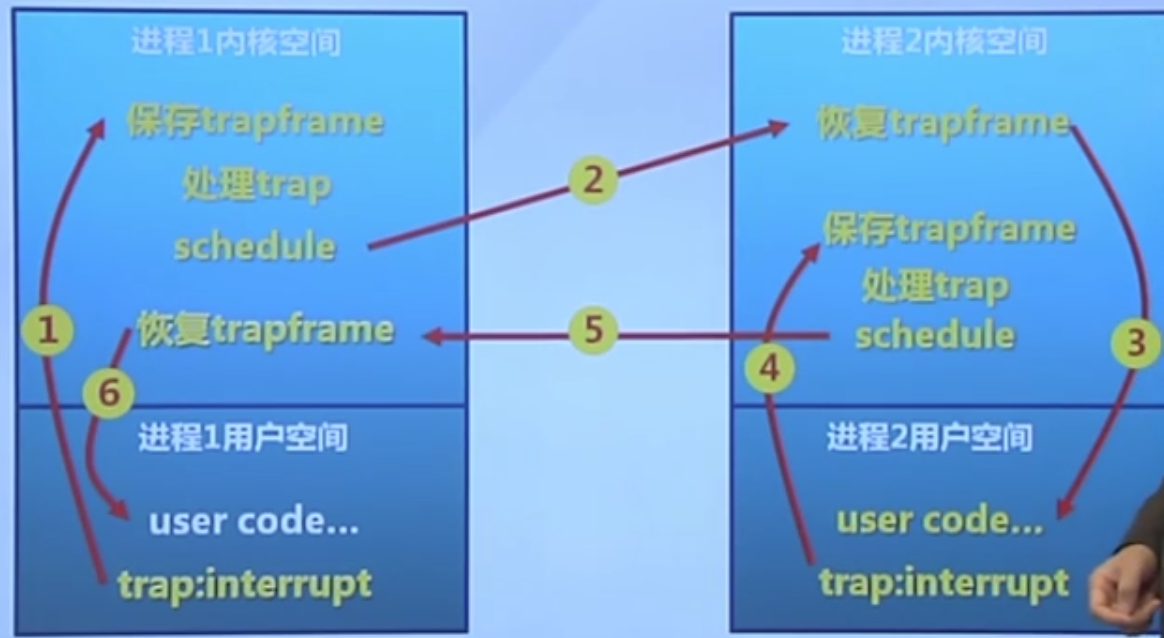 进程1内核空间
保存trapframe
处理trap
schedule
恢复trapframe
进程1用户空间
user code...
trap:interrupt
进程2内核空间
恢复trapframe
保存trapframe
处理trap
schedule
进程2用户空间
user code...
trap:interrupt
1
2
3
4
5
6